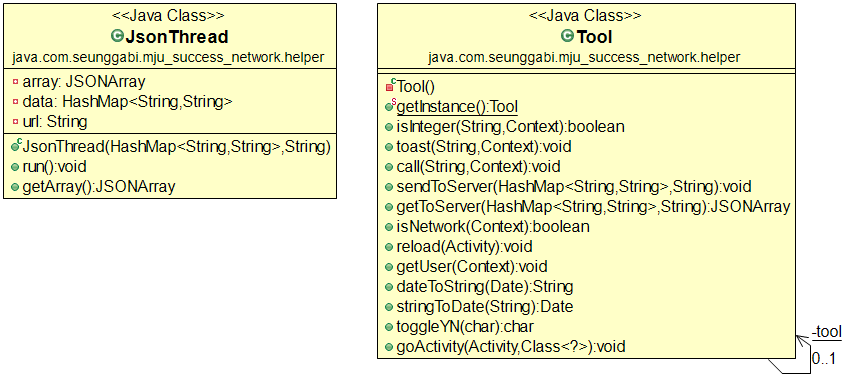 <<Java Class>>
JsonThread
java.com.seunggabi.mju_success_network.helper
array: JSONArray
data: HashMap<String,String>
url: String
JsonThread(HashMap<String,String>,String)
run():void
getArray():JSONArray
<<Java Class>>
Tool
java.com.seunggabi.mju_success_network.helper
Tool()
getInstance():Tool
isInteger(String,Context):boolean
toast(String,Context):void
call(String,Context):void
sendToServer(HashMap<String,String>,String):void
getToServer(HashMap<String,String>,String):JSONArray
isNetwork(Context):boolean
reload(Activity):void
getUser(Context):void
dateToString(Date):String
stringToDate(String):Date
toggleYN(char):char
goActivity(Activity,Class<?>):void
-tool
0..1